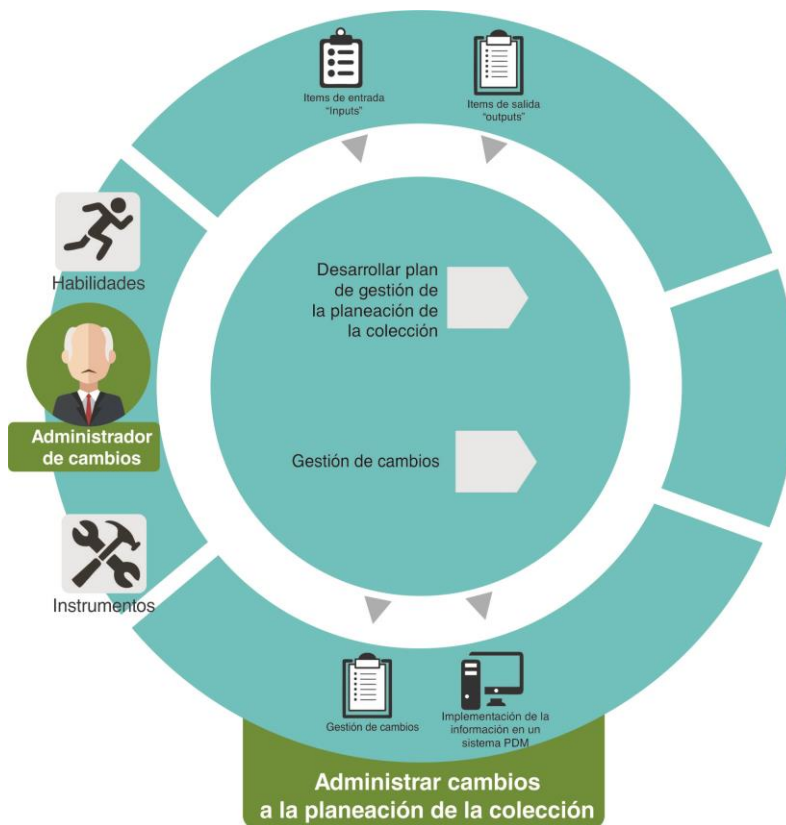 Items de entrada
"Inputs"
Items de salida
"outputs"
Habilidades
Administrador
de cambios
Instrumentos
Desarrollar plan
de gestión de
la planeación de
la colección
Gestión de cambios
Gestión de cambios
Implementación de la
información en un
sistema PDM
Administrar cambios
a la planeación de la colección